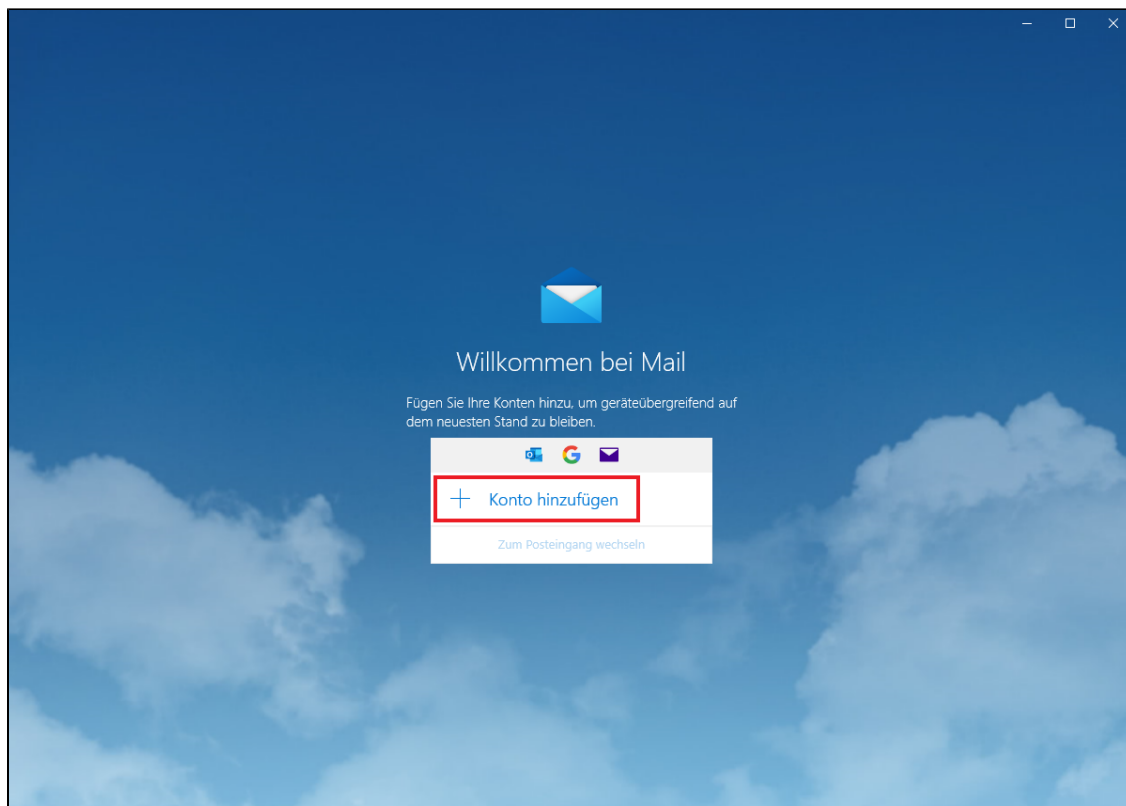 Willkommen bei Mail
Fügen Sie Ihre Konten hinzu, um geräteübergreifend auf
dem neuesten Stand zu bleiben.
Konto hinzufügen
Zum Posteingang wechseln